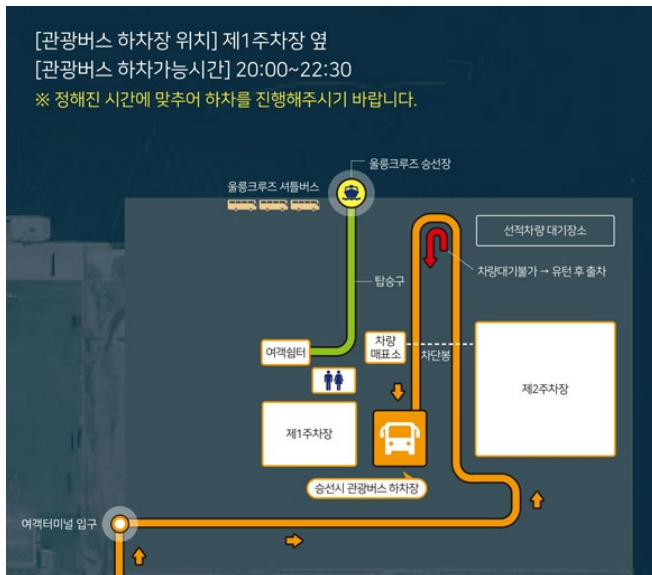 [관광버스 하차장 위치] 제1주차장 옆
[관광버스 하차가능시간] 20:00~22:30
※ 정해진 시간에 맞추어 하차를 진행해주시기 바랍니다.
울릉크루즈 승선장
울릉크루즈 셔틀버스
선적차량 대기장소
차량대기불가 → 유턴 후 출차
탑승구
여객쉼터
차량
매표소
차단봉
제1주차장
제2주차장
승선시 관광버스 하차장
여객터미널 입구